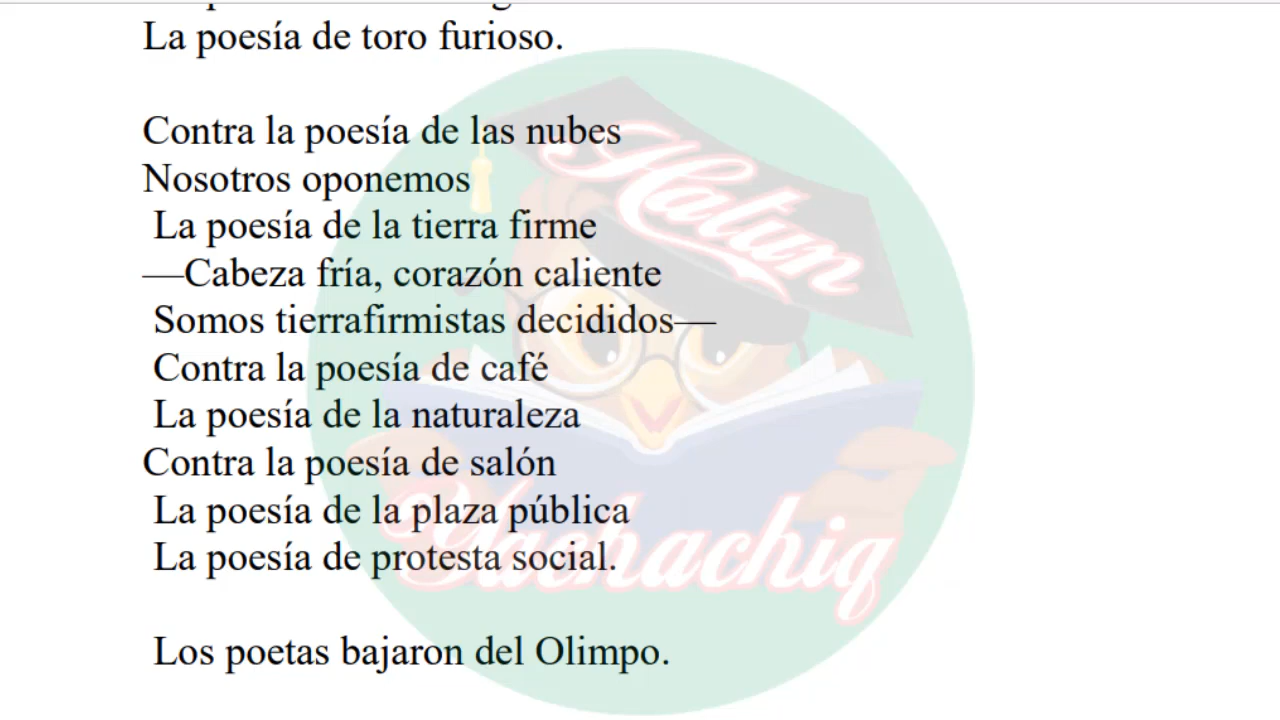 La poesía de toro furioso.
Contra la poesía de las nubes
Nosotros oponemos
La poesía de la tierra firme
—Cabeza fría, corazón caliente
Somos tierrafirmistas decididos—
Contra la poesía de café
La poesía de la naturaleza
Contra la poesía de salón
La poesía de la plaza pública
La poesía de protesta social.
Los poetas bajaron del Olimpo.
Hatun
Yachachiq